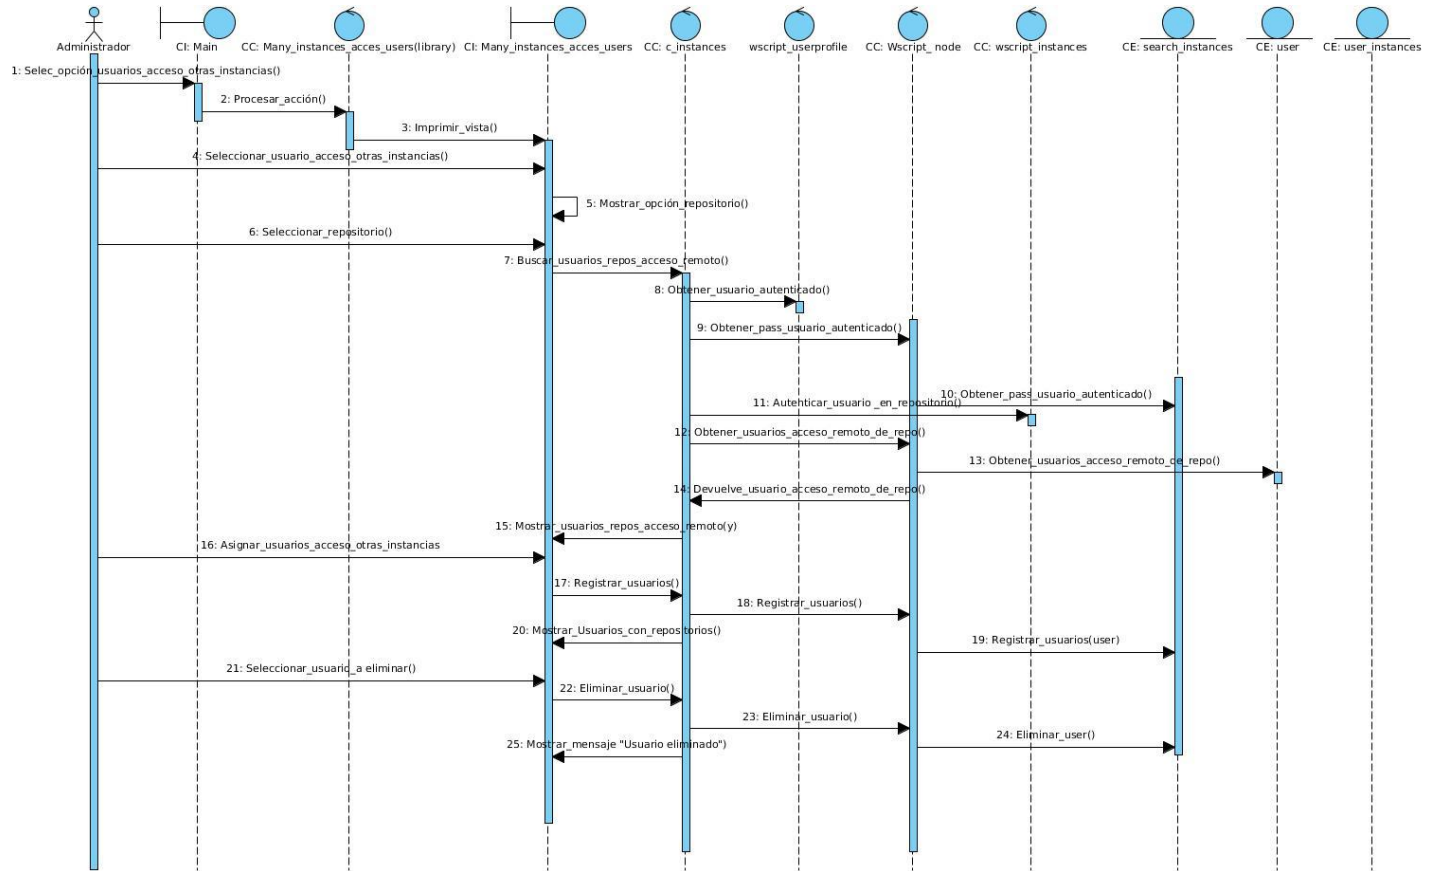 Administrador
CI: Main
CC: Many_instances_acces_users(library)
CI: Many_instances_acces_users
CC: c_instances
wscript_userprofile
CC: Wscript_ node
CC: wscript_instances
CE: search_instances
CE: user
CE: user_instances
1: Selec_opción_usuarios_acceso_otras_instancias()
2: Procesar_acción()
3: Imprimir_vista()
4: Seleccionar_usuario_acceso_otras_instancias()
5: Mostrar_opción_repositorio()
6: Seleccionar_repositorio()
7: Buscar_usuarios_repos_acceso_remoto()
8: Obtener_usuario_autenticado()
9: Obtener_pass_usuario_autenticado()
10: Obtener_pass_usuario_autenticado()
11: Autehticar_usuario _en_repositorio()
12: Obtener_usuarios_acceso_remoto_de_repo()
13: Obtener_usuarios_acceso_remoto_de_repo()
14: Devuelve_usuario_acceso_remoto_de_repo()
15: Mostrar_usuarios_repos_acceso_remoto(y)
16: Asignar_usuarios_acceso_otras_instancias
17: Registrar_usuarios()
18: Registrar_usuarios()
20: Mostrar_Usuarios_con_repositorios()
19: Registrar_usuarios(user)
21: Seleccionar_usuario_a eliminar()
22: Eliminar_usuario()
23: Eliminar_usuario()
24: Eliminar_user()
25: Mostrar_mensaje "Usuario eliminado")